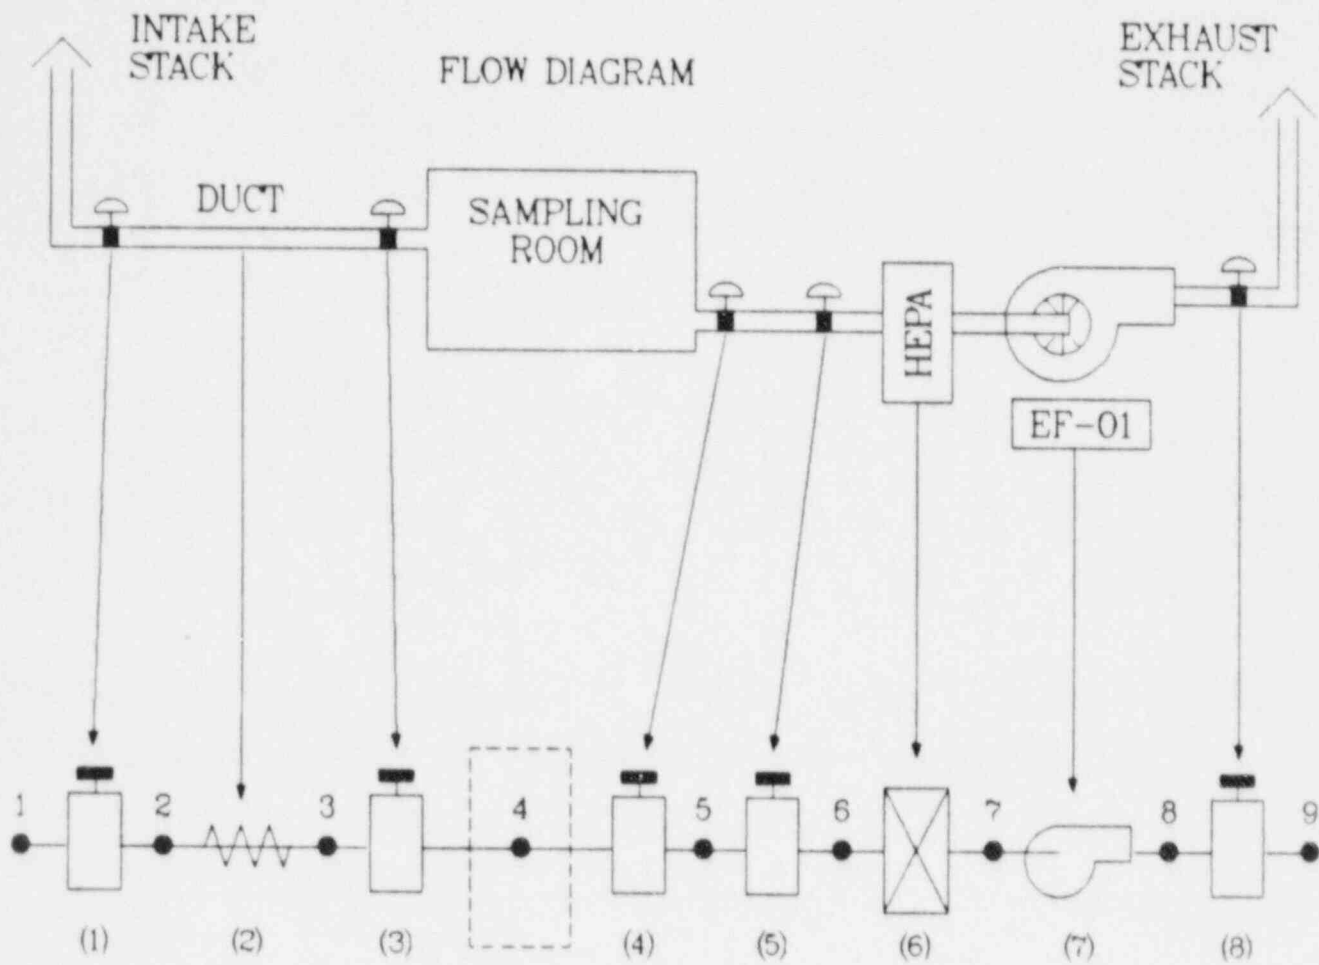 INTAKE
STACK
FLOW DIAGRAM
EXHAUST
STACK
DUCT
SAMPLING
ROOM
HEPA
EF-01
1 2 3 4 5 6 7 8 9
(1) (2) (3) (4) (5) (6) (7) (8)